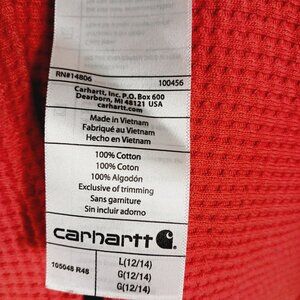 RN#14806 100456
Carhartt, Inc. P.O. Box 600
Dearborn, MI 48121 USA
carhartt.com
Made in Vietnam
Fabriqué au Vietnam
Hecho en Vietnam
100% Cotton
100% Coton
100% Algodón
Exclusive of trimming
Sans garniture
Sin incluir adorno
carhartt
105048 R48
L(12/14)
G(12/14)
G(12/14)